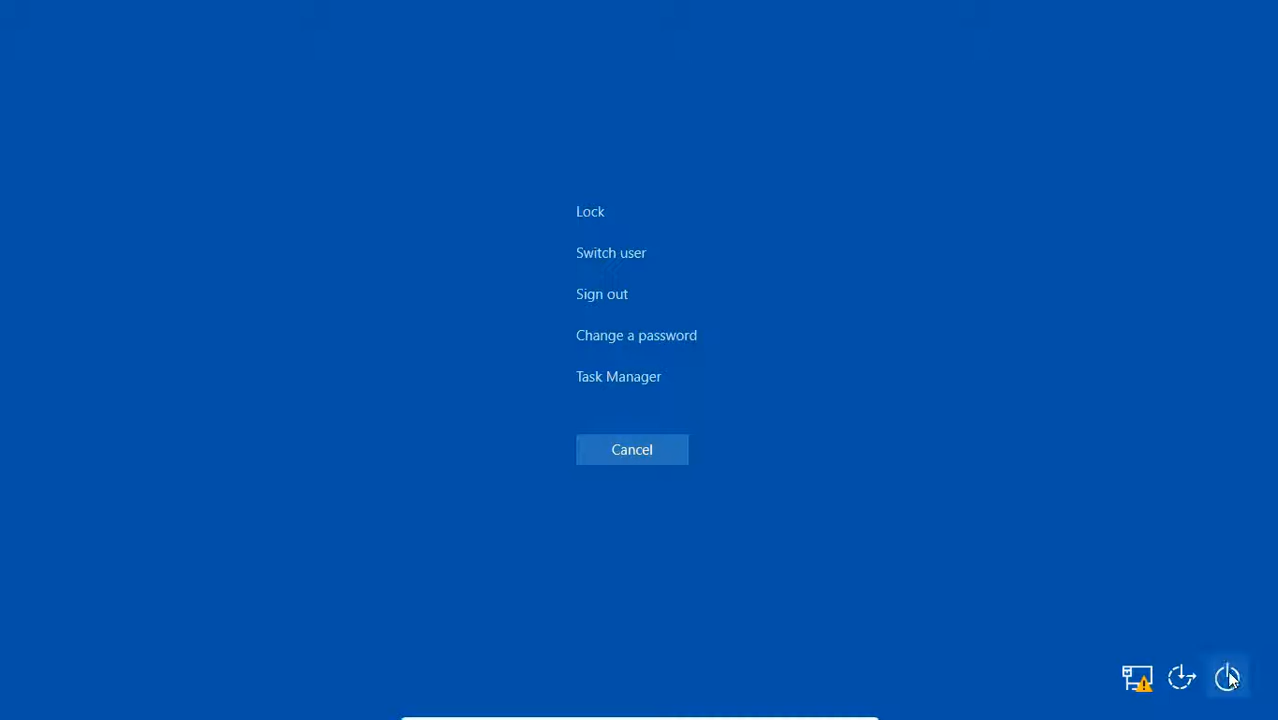 Lock
Switch user
Sign out
Change a password
Task Manager
Cancel